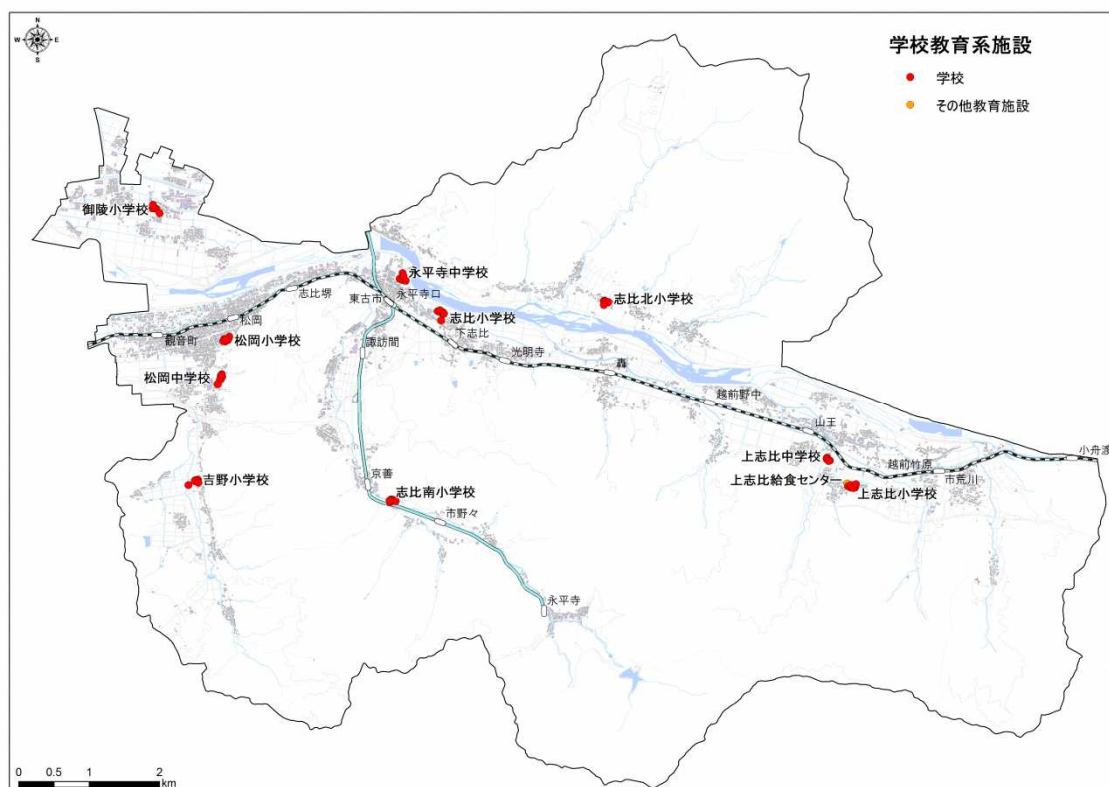 N
W
E
S
学校教育系施設
学校
その他教育施設
御陵小学校
永平寺中学校
志比堺
東古市
永平寺口
志比北小学校
志比小学校
松岡
下志比
観音町
松岡小学校
諏訪間
光明寺
轟
松岡中学校
越前野中
山王
小舟渡
上志比中学校
越前竹原
市荒川
吉野小学校
京善
上志比給食センター
上志比小学校
志比南小学校
市野々
永平寺
0 0.5 1 2
km